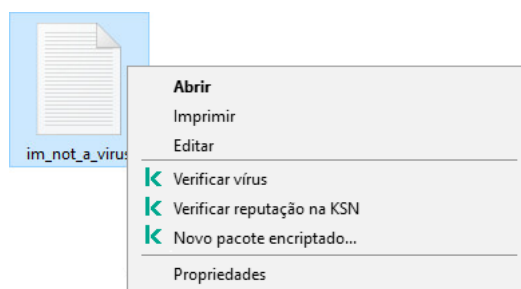 Abrir
Imprimir
im_not_a_virus
Editar
Verificar vírus
Verificar reputação na KSN
Novo pacote encriptado...
Propriedades